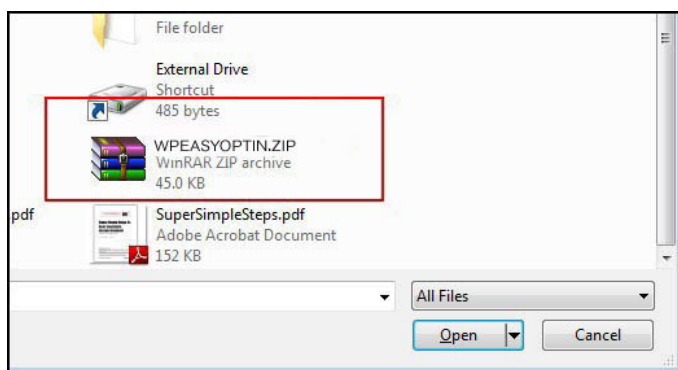 File folder
External Drive
Shortcut
485 bytes
WPEASYOPTIN.ZIP
WinRAR ZIP archive
45.0 KB
.pdf
SuperSimpleSteps.pdf
Adobe Acrobat Document
152 KB
All Files
Open
Cancel